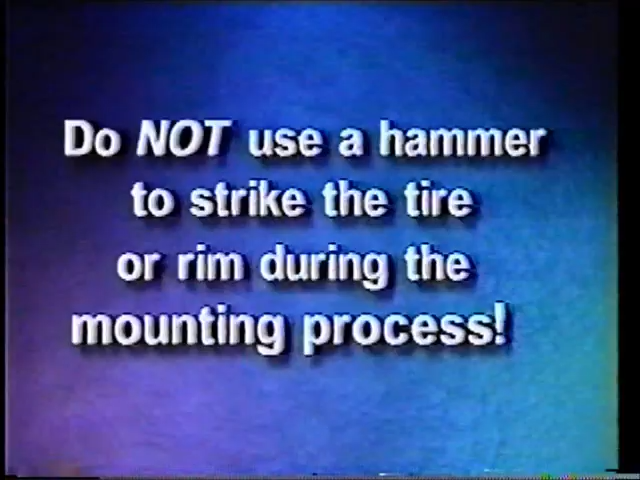 Do NOT use a hammer
to strike the tire
or rim during the
mounting process!